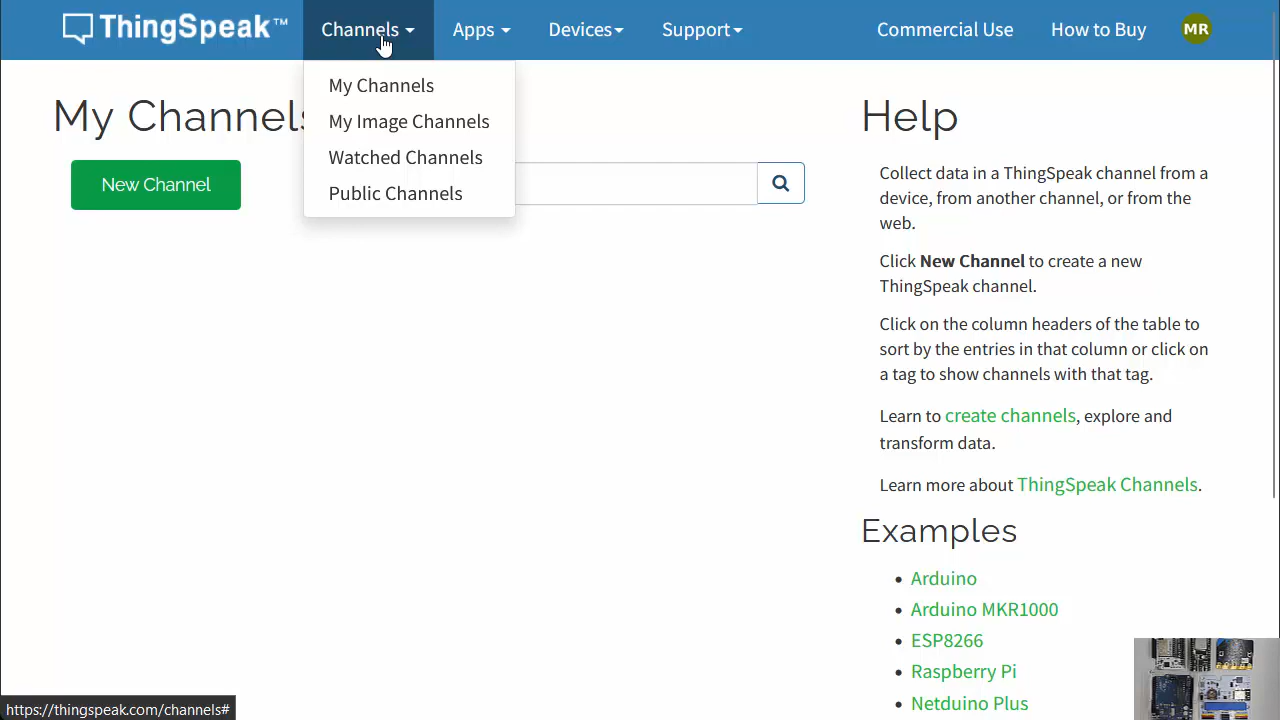 ThingSpeak™ Channels Apps Devices Support Commercial Use How to Buy MR
My Channels
My Image Channels
Watched Channels
Public Channels
My Channels
New Channel
Help
Collect data in a ThingSpeak channel from a
device, from another channel, or from the
web.
Click New Channel to create a new
ThingSpeak channel.
Click on the column headers of the table to
sort by the entries in that column or click on
a tag to show channels with that tag.
Learn to create channels, explore and
transform data.
Learn more about ThingSpeak Channels.
Examples
• Arduino
• Arduino MKR1000
• ESP8266
• Raspberry Pi
• Netduino Plus
https://thingspeak.com/channels#